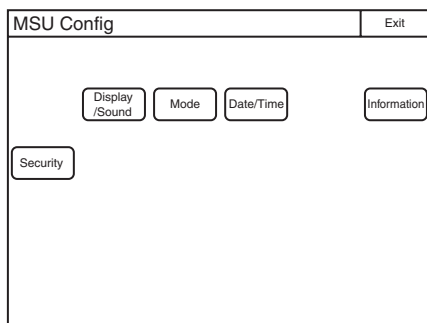 MSU Config
Exit
Display
/Sound
Mode
Date/Time
Information
Security